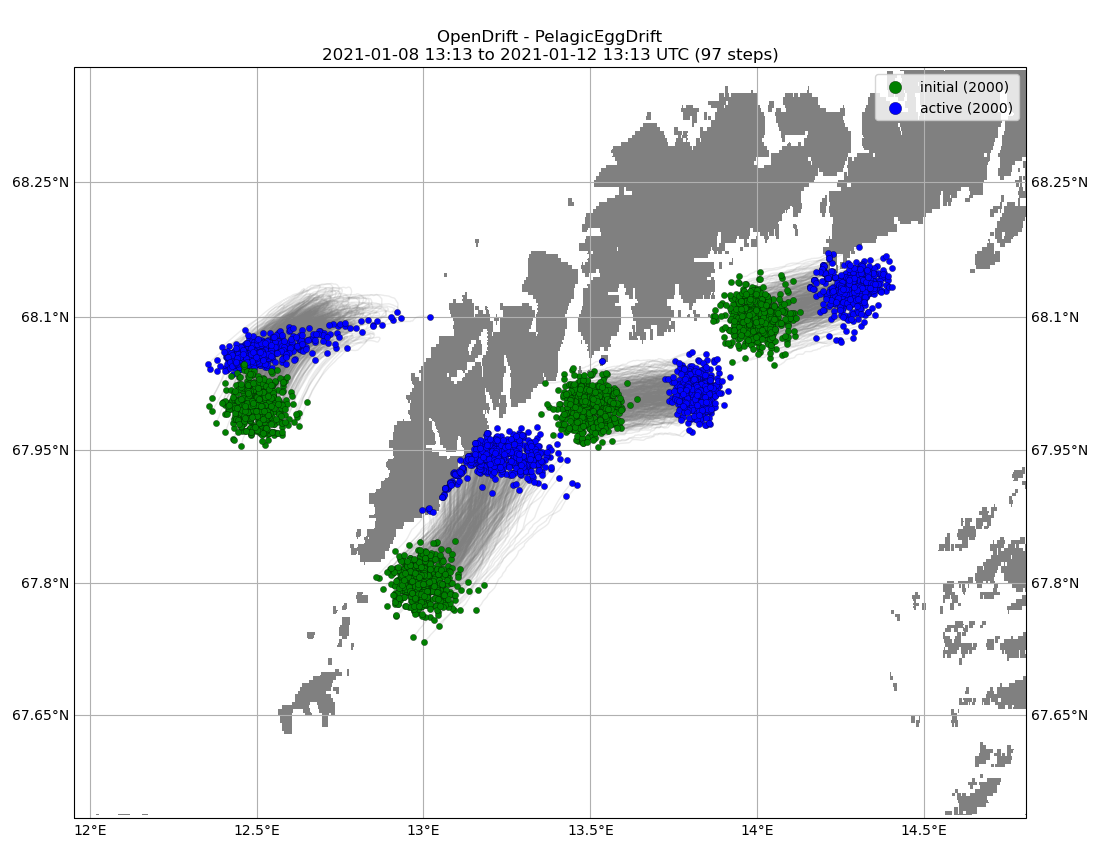 OpenDrift - PelagicEggDrift
2021-01-08 13:13 to 2021-01-12 13:13 UTC (97 steps)
initial (2000)
active (2000)
68.25°N
68.25°N
68.1°N
68.1°N
67.95°N
67.95°N
67.8°N
67.8°N
67.65°N
67.65°N
12°E
12.5°E
13°E
13.5°E
14°E
14.5°E